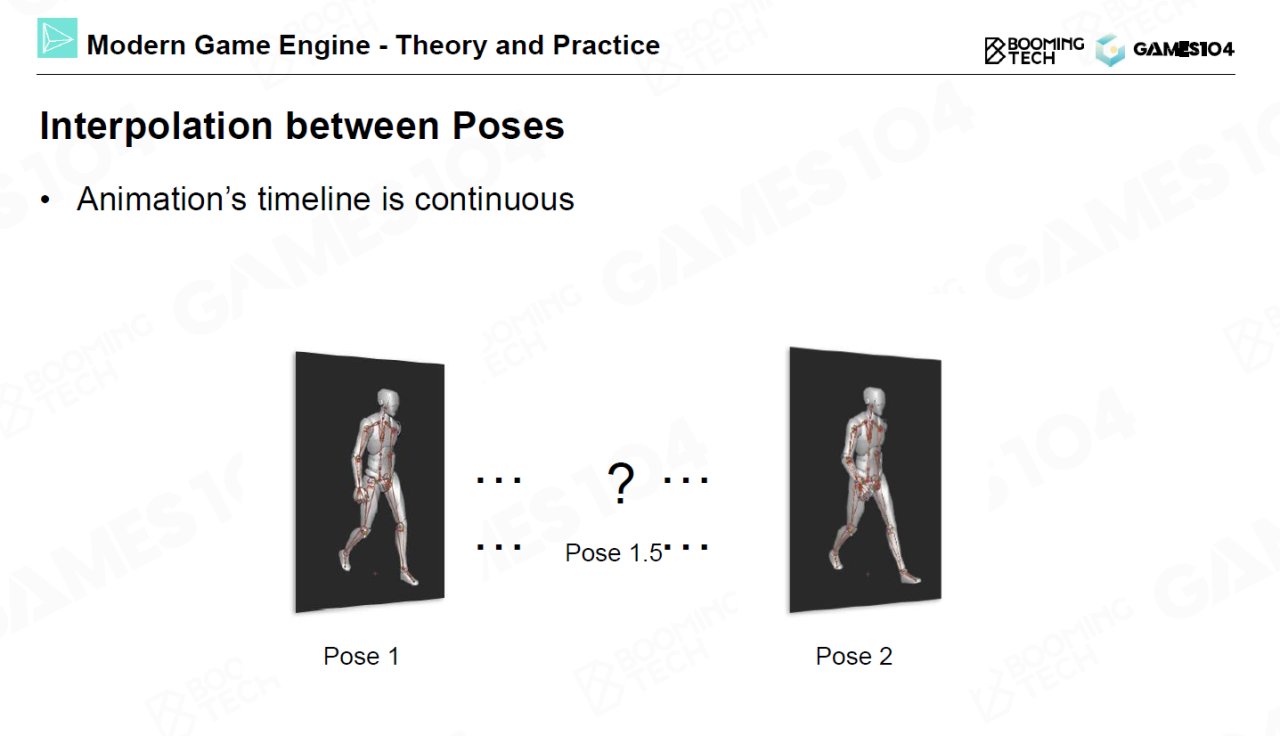 Modern Game Engine - Theory and Practice
BOOMING
TECH
GAMES104
Interpolation between Poses
• Animation’s timeline is continuous
... ? ...
... Pose 1.5...
Pose 1
Pose 2